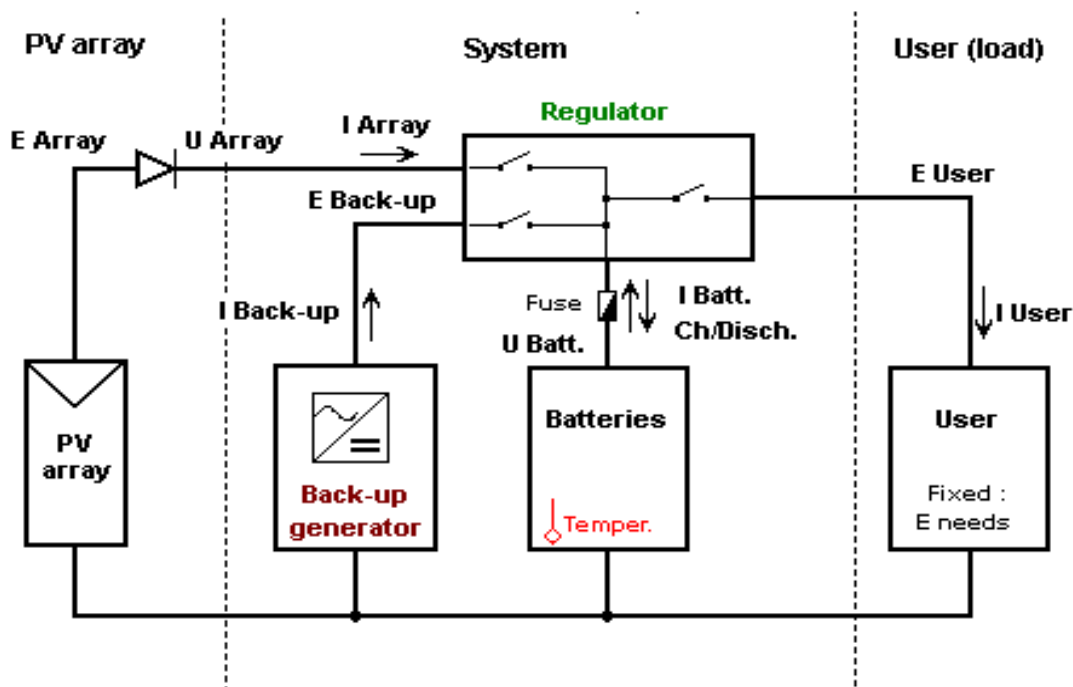 PV array
System
User (load)
Regulator
I Array
E Array
U Array
E User
E Back-up
I Back-up
Fuse
I Batt.
Ch/Disch.
U Batt.
I User
PV
array
Back-up
generator
Batteries
Temper.
User
Fixed :
E needs